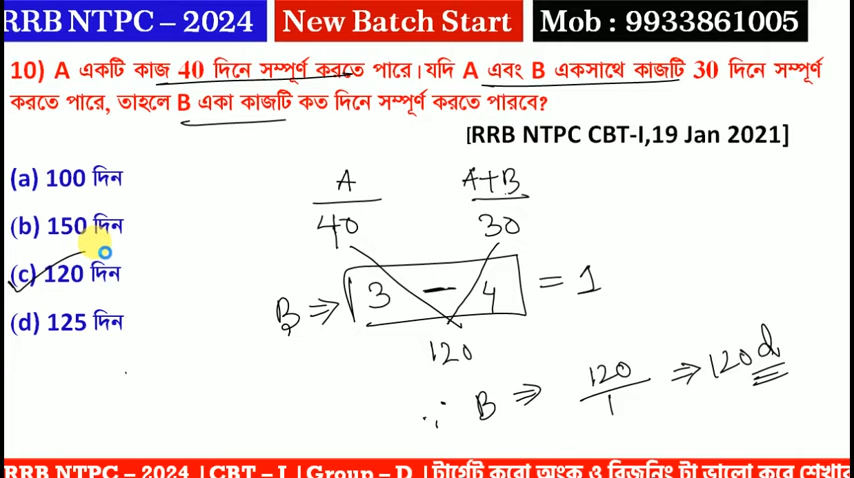 RRB NTPC – 2024 New Batch Start Mob : 9933861005
10) A একটি কাজ 40 দিনে সম্পূর্ণ করতে পারে। যদি A এবং B একসাথে কাজটি 30 দিনে সম্পূর্ণ
করতে পারে, তাহলে B একা কাজটি কত দিনে সম্পূর্ণ করতে পারবে?
[RRB NTPC CBT-I,19 Jan 2021]
(a) 100 দিন
(b) 150 দিন
(c) 120 দিন
(d) 125 দিন
A A+B
40 30
B ⇒ 3 – 4 = 1
120
∴ B ⇒ 120/1 ⇒ 120 d
RRB NTPC – 2024 | CBT – I | Group – D | টার্গেট করো অংক ও রিজনিং টা ভালো করে শেখার